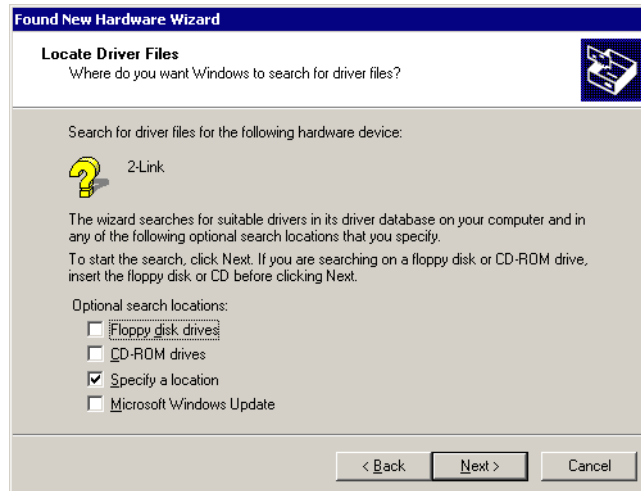 Found New Hardware Wizard
Locate Driver Files
Where do you want Windows to search for driver files?
Search for driver files for the following hardware device:
2-Link
The wizard searches for suitable drivers in its driver database on your computer and in
any of the following optional search locations that you specify.
To start the search, click Next. If you are searching on a floppy disk or CD-ROM drive,
insert the floppy disk or CD before clicking Next.
Optional search locations:
Floppy disk drives
CD-ROM drives
Specify a location
Microsoft Windows Update
< Back Next > Cancel